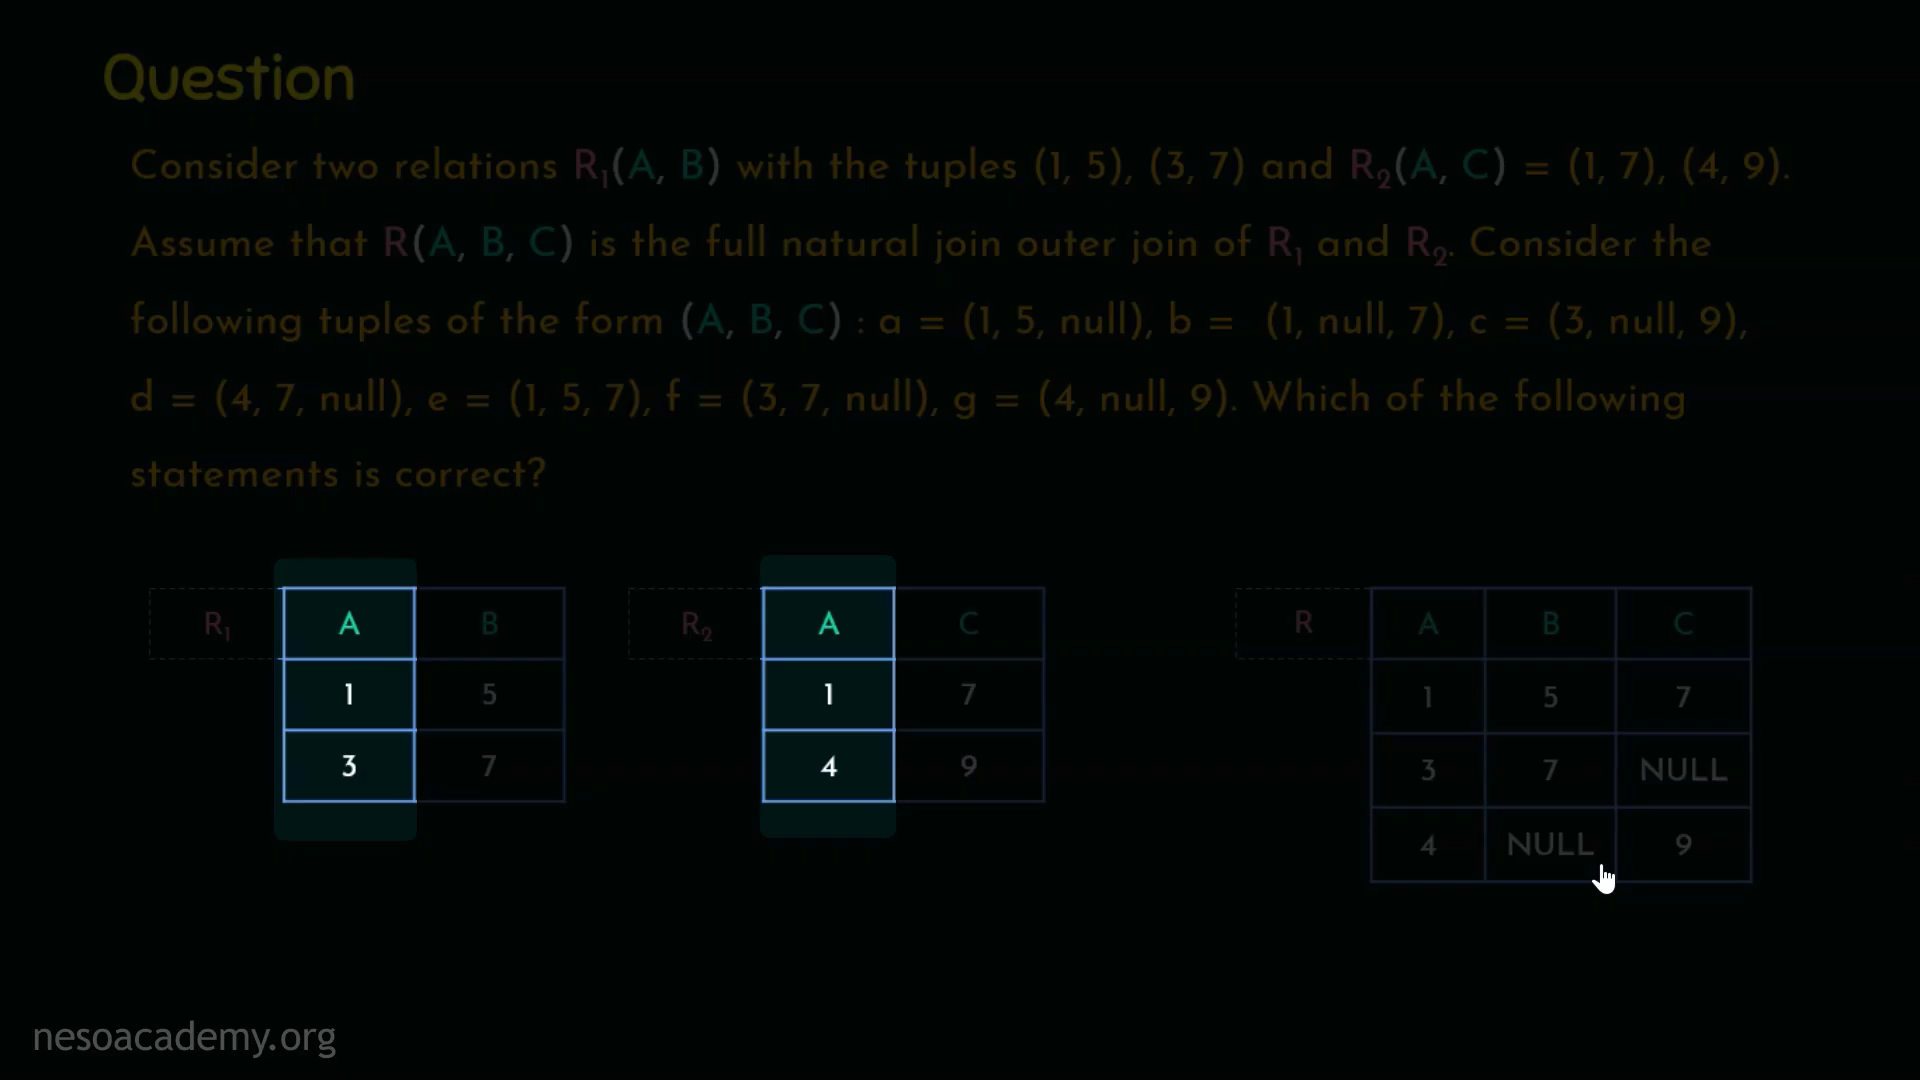 Question
Consider two relations R₁(A, B) with the tuples (1, 5), (3, 7) and R₂(A, C) = (1, 7), (4, 9).
Assume that R(A, B, C) is the full natural join outer join of R₁ and R₂. Consider the
following tuples of the form (A, B, C) : a = (1, 5, null), b = (1, null, 7), c = (3, null, 9),
d = (4, 7, null), e = (1, 5, 7), f = (3, 7, null), g = (4, null, 9). Which of the following
statements is correct?
R₁ A B
1 5
3 7
R₂ A C
1 7
4 9
R A B C
1 5 7
3 7 NULL
4 NULL 9
nesoacademy.org